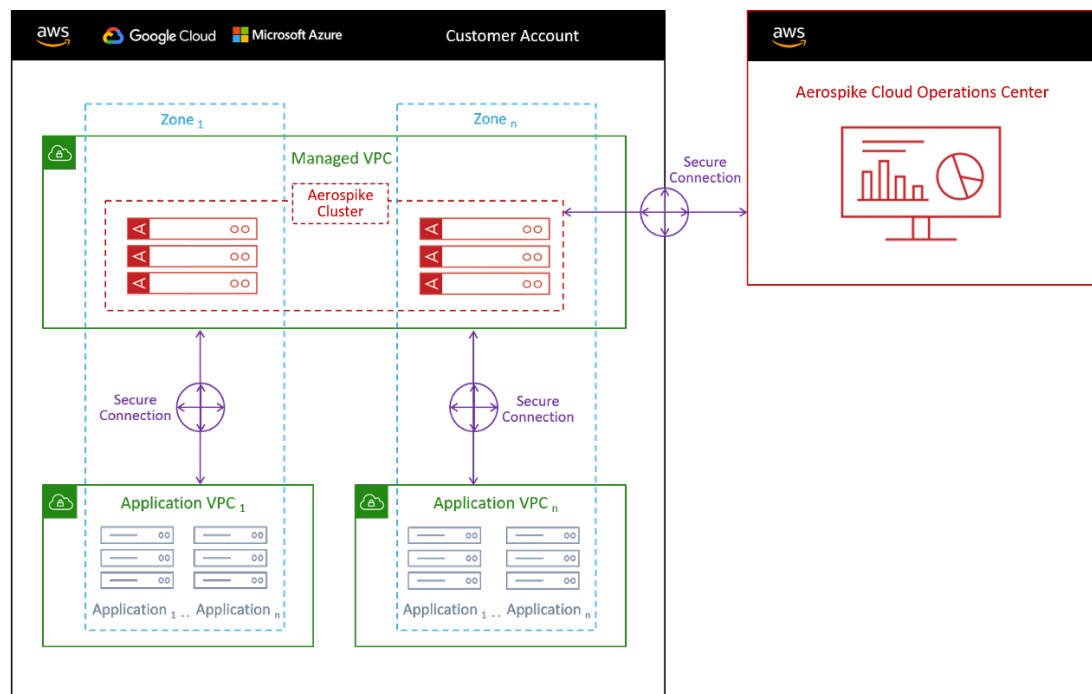 aws Google Cloud Microsoft Azure Customer Account
aws
Aerospike Cloud Operations Center
Zone 1
Zone n
Managed VPC
Aerospike
Cluster
Secure
Connection
Secure
Connection
Secure
Connection
Application VPC 1
Application VPC n
Application 1 .. Application n
Application 1 .. Application n